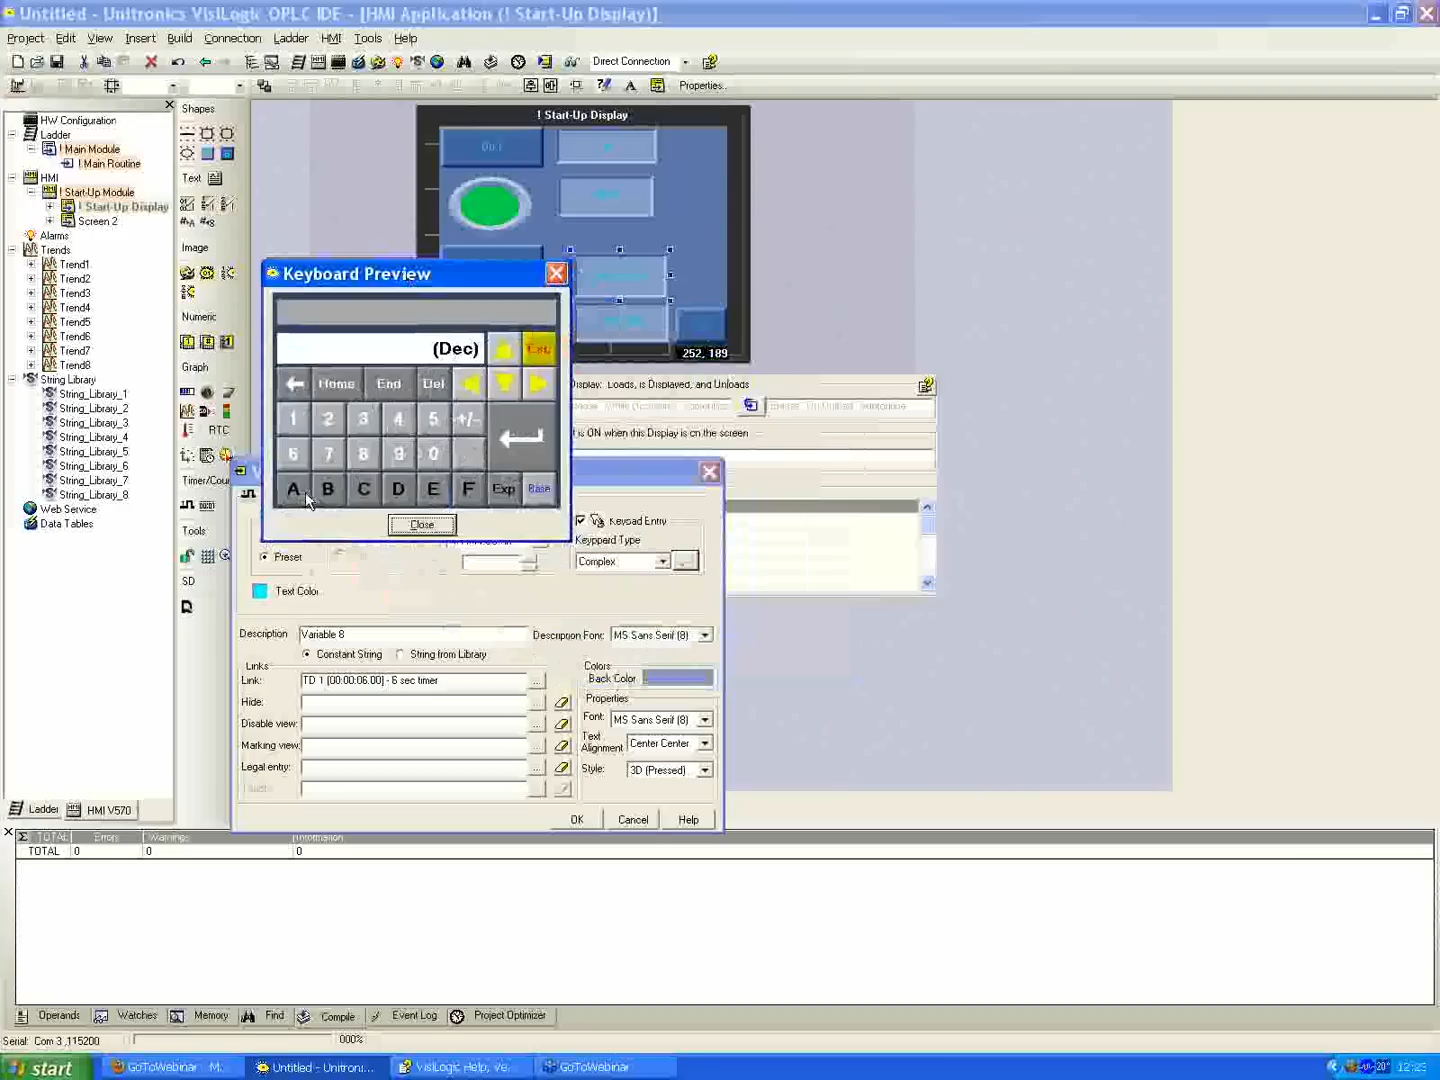 Untitled - Unitronics VisiLogic OPLC IDE - [HMI Application (! Start-Up Display)]
Project Edit View Insert Build Connection Ladder HMI Tools Help
Direct Connection
Properties..
HW Configuration
Ladder
! Main Module
! Main Routine
HMI
! Start-Up Module
! Start-Up Display
Screen 2
Alarms
Trends
Trend1
Trend2
Trend3
Trend4
Trend5
Trend6
Trend7
Trend8
String Library
String_Library_1
String_Library_2
String_Library_3
String_Library_4
String_Library_5
String_Library_6
String_Library_7
String_Library_8
Web Service
Data Tables
Ladder HMI V570
Shapes
Text
Image
Numeric
Graph
RTC
Timer/Cou
Tools
SD
! Start-Up Display
252, 189
Display: Loads, is Displayed, and Unloads
is ON when this Display is on the screen
Keyboard Preview
(Dec) Esc
Home End Del
1 2 3 4 5 +/-
6 7 8 9 0
A B C D E F Exp Base
Close
Preset
Text Color
Keypad Entry
Keyppard Type
Complex ...
Description Variable 8 Description Font: MS Sans Serif (8)
Constant String String from Library
Links
Link: TD 1 [00:00:06.00] - 6 sec timer ...
Hide: ...
Disable view: ...
Marking view: ...
Legal entry: ...
Colors
Back Color
Properties
Font: MS Sans Serif (8)
Text Alignment Center Center
Style: 3D (Pressed)
OK Cancel Help
Σ TOTAL Errors Warnings Information
TOTAL 0 0 0
Operands Watches Memory Find Compile Event Log Project Optimizer
Serial: Com 3 ,115200 000%
start GoToWebinar M... Untitled - Unitroni... VisiLogic Help, Ve... GoToWebinar 20° 12:23